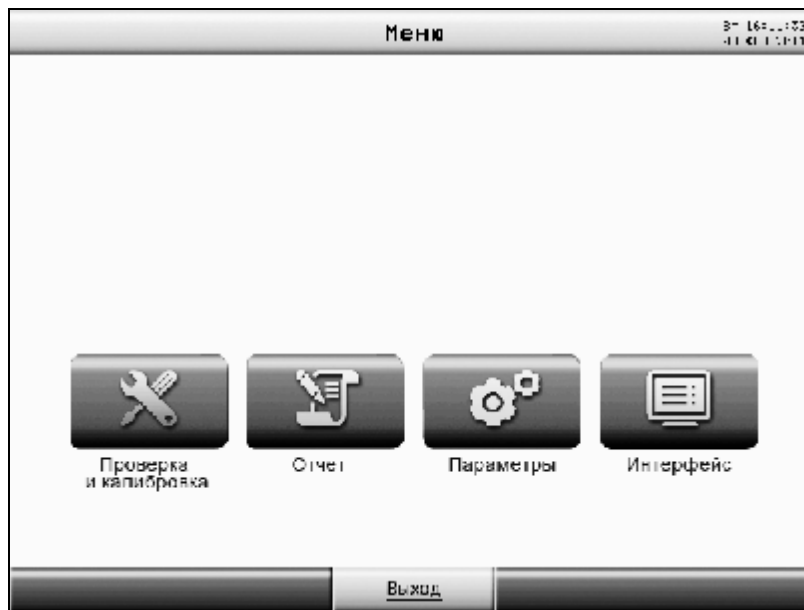 Меню
Проверка
и калибровка
Отчет
Параметры
Интерфейс
Выход